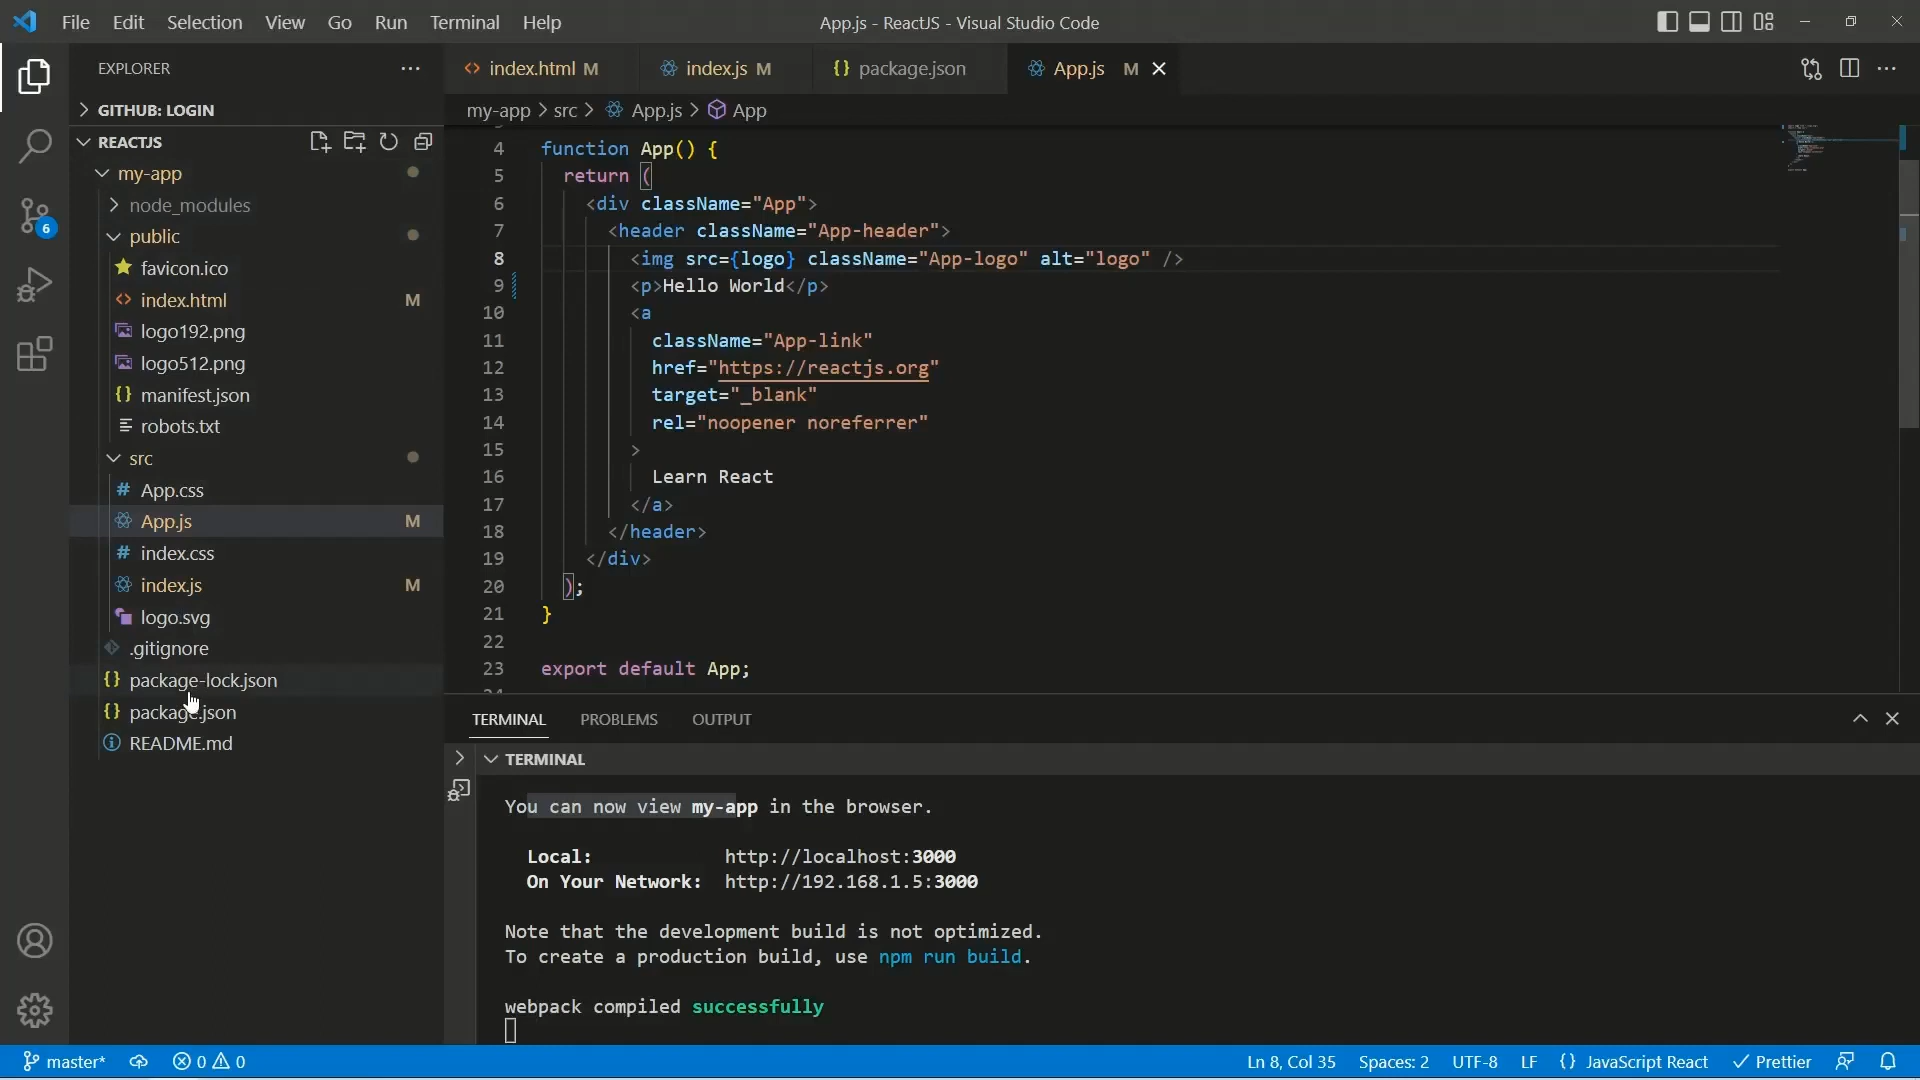 File Edit Selection View Go Run Terminal Help
App.js - ReactJS - Visual Studio Code
EXPLORER
GITHUB: LOGIN
REACTJS
my-app
node_modules
public
favicon.ico
index.html M
logo192.png
logo512.png
manifest.json
robots.txt
src
App.css
App.js M
index.css
index.js M
logo.svg
.gitignore
package-lock.json
package.json
README.md
6
index.html M index.js M package.json App.js M
my-app > src > App.js > App
4 function App() {
5 return (
6 <div className="App">
7 <header className="App-header">
8 <img src={logo} className="App-logo" alt="logo" />
9 <p>Hello World</p>
10 <a
11 className="App-link"
12 href="https://reactjs.org"
13 target="_blank"
14 rel="noopener noreferrer"
15 >
16 Learn React
17 </a>
18 </header>
19 </div>
20 );
21 }
22
23 export default App;
TERMINAL PROBLEMS OUTPUT
TERMINAL
You can now view my-app in the browser.
Local: http://localhost:3000
On Your Network: http://192.168.1.5:3000
Note that the development build is not optimized.
To create a production build, use npm run build.
webpack compiled successfully
master* 0 0 Ln 8, Col 35 Spaces: 2 UTF-8 LF {} JavaScript React Prettier